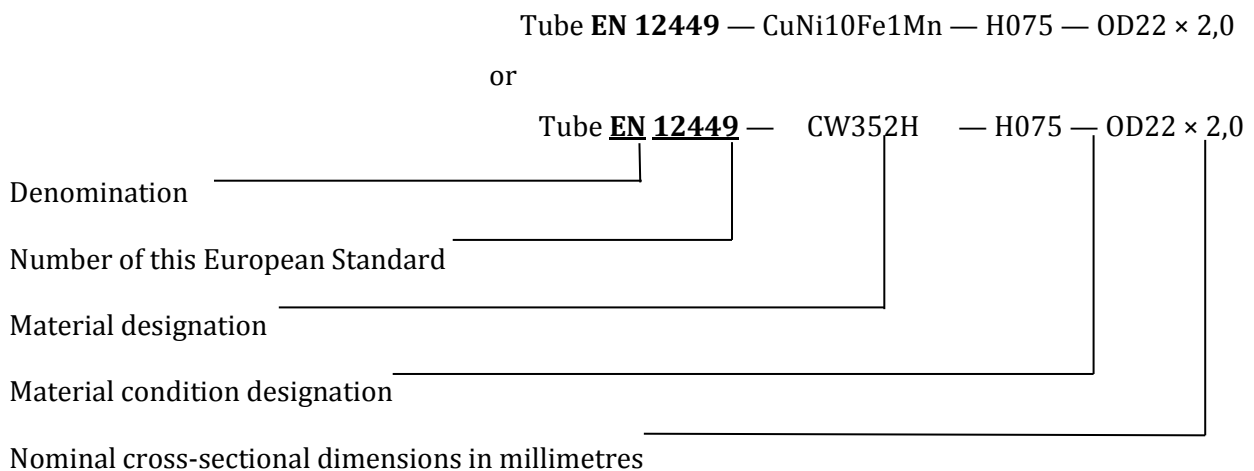 Tube EN 12449 — CuNi10Fe1Mn — H075 — OD22 × 2,0
or
Tube EN 12449 — CW352H — H075 — OD22 × 2,0
Denomination
Number of this European Standard
Material designation
Material condition designation
Nominal cross-sectional dimensions in millimetres